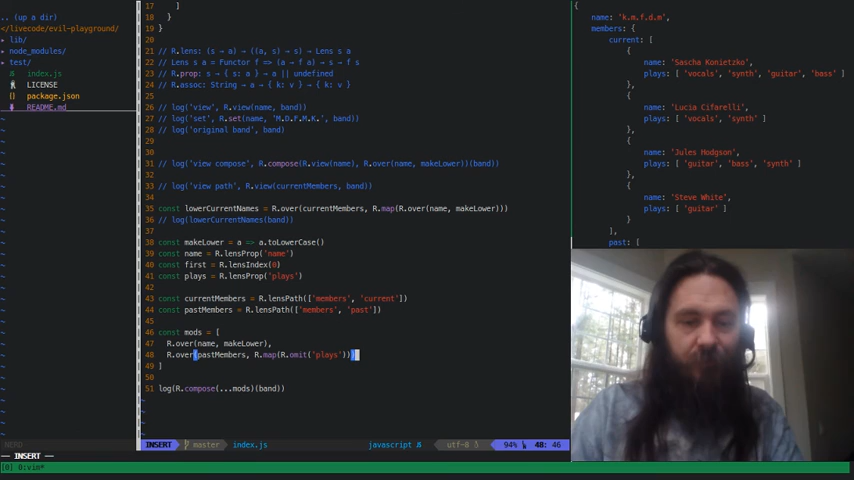 .. (up a dir)
</livecode/evil-playground/
▸ lib/
▸ node_modules/
▸ test/
index.js
LICENSE
package.json
README.md
~
NERD
17 ]
18 }
19 }
20
21 // R.lens: (s → a) → ((a, s) → s) → Lens s a
22 // Lens s a = Functor f => (a → f a) → s → f s
23 // R.prop: s → { s: a } → a || undefined
24 // R.assoc: String → a → { k: v } → { k: v }
25
26 // log('view', R.view(name, band))
27 // log('set', R.set(name, 'M.D.F.M.K.', band))
28 // log('original band', band)
29
30
31 // log('view compose', R.compose(R.view(name), R.over(name, makeLower))(band))
32
33 // log('view path', R.view(currentMembers, band))
34
35 const lowerCurrentNames = R.over(currentMembers, R.map(R.over(name, makeLower)))
36 // log(lowerCurrentNames(band))
37
38 const makeLower = a => a.toLowerCase()
39 const name = R.lensProp('name')
40 const first = R.lensIndex(0)
41 const plays = R.lensProp('plays')
42
43 const currentMembers = R.lensPath(['members', 'current'])
44 const pastMembers = R.lensPath(['members', 'past'])
45
46 const mods = [
47 R.over(name, makeLower),
48 R.over(pastMembers, R.map(R.omit('plays')))
49 ]
50
51 log(R.compose(...mods)(band))
~
INSERT master index.js javascript utf-8 94% 48: 46
-- INSERT --
[0] 0:vim*
{
name: 'k.m.f.d.m',
members: {
current: [
{
name: 'Sascha Konietzko',
plays: [ 'vocals', 'synth', 'guitar', 'bass' ]
},
{
name: 'Lucia Cifarelli',
plays: [ 'vocals', 'synth' ]
},
{
name: 'Jules Hodgson',
plays: [ 'guitar', 'bass', 'synth' ]
},
{
name: 'Steve White',
plays: [ 'guitar' ]
}
],
past: [